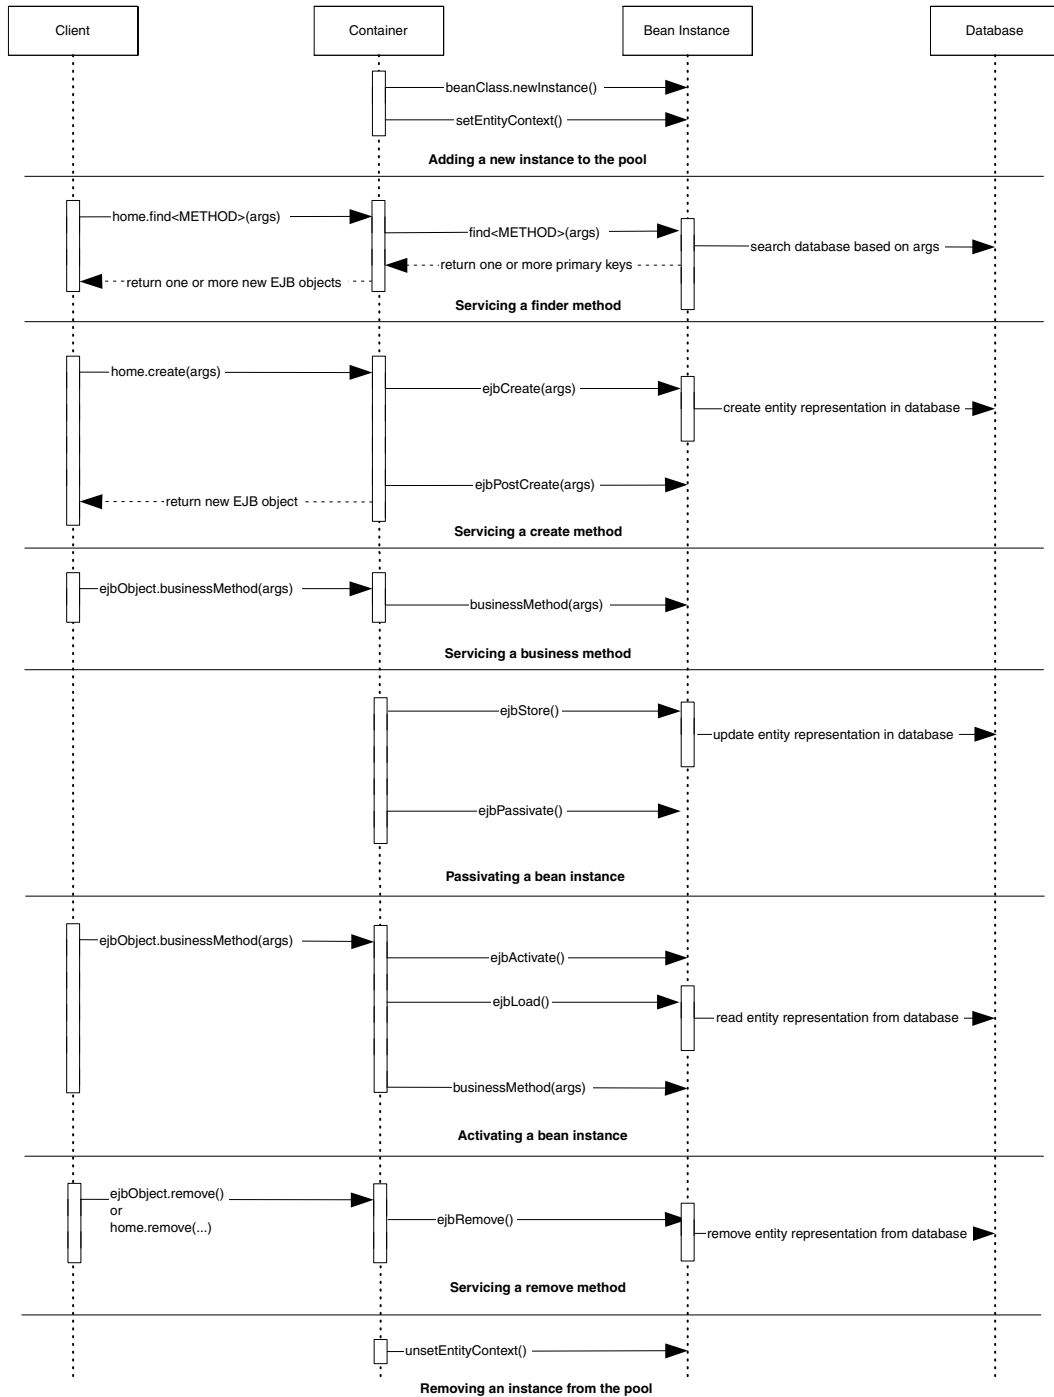 Client
Container
Bean Instance
Database
beanClass.newInstance()
setEntityContext()
Adding a new instance to the pool
home.find<METHOD>(args)
find<METHOD>(args)
search database based on args
return one or more primary keys
return one or more new EJB objects
Servicing a finder method
home.create(args)
ejbCreate(args)
create entity representation in database
ejbPostCreate(args)
return new EJB object
Servicing a create method
ejbObject.businessMethod(args)
businessMethod(args)
Servicing a business method
ejbStore()
update entity representation in database
ejbPassivate()
Passivating a bean instance
ejbObject.businessMethod(args)
ejbActivate()
ejbLoad()
read entity representation from database
businessMethod(args)
Activating a bean instance
ejbObject.remove()
or
home.remove(...)
ejbRemove()
remove entity representation from database
Servicing a remove method
unsetEntityContext()
Removing an instance from the pool